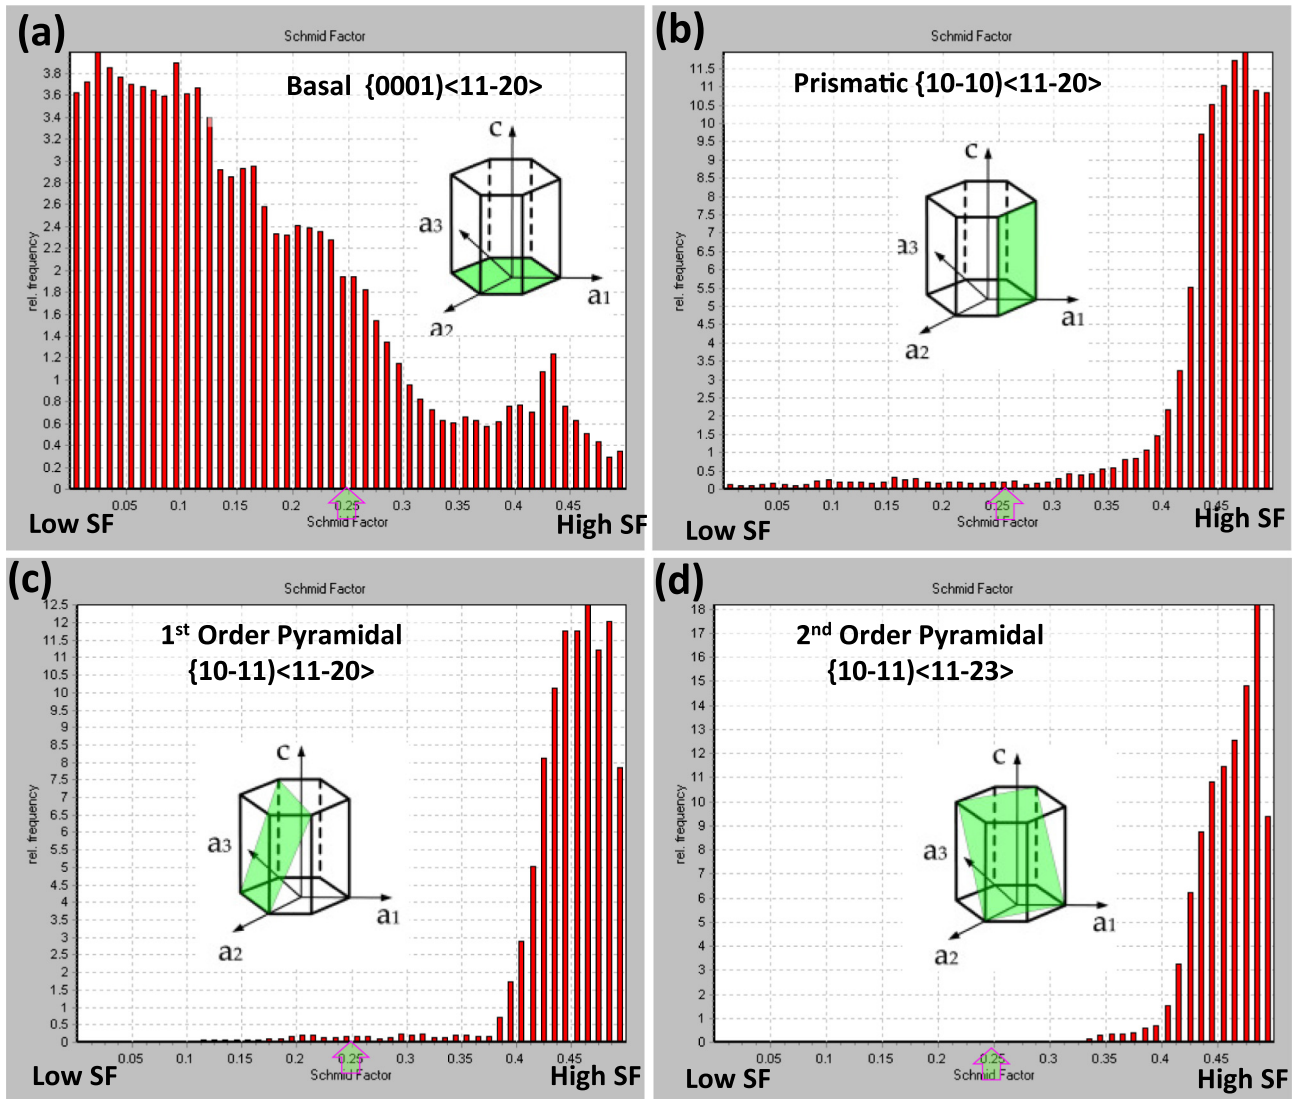 (a)
Schmid Factor
Basal {0001)<11-20>
rel. frequency
3.8
3.6
3.4
3.2
3
2.8
2.6
2.4
2.2
2
1.8
1.6
1.4
1.2
1
0.8
0.6
0.4
0.2
0
c
a3
a1
a2
0.05
0.1
0.15
0.2
0.25
0.3
0.35
0.4
0.45
Low SF
Schmid Factor
High SF
(b)
Schmid Factor
Prismatic {10-10)<11-20>
rel. frequency
11.5
11
10.5
10
9.5
9
8.5
8
7.5
7
6.5
6
5.5
5
4.5
4
3.5
3
2.5
2
1.5
1
0.5
0
c
a3
a1
a2
0.05
0.1
0.15
0.2
0.25
0.3
0.35
0.4
0.45
Low SF
Schmid Factor
High SF
(c)
Schmid Factor
1st Order Pyramidal
{10-11)<11-20>
rel. frequency
12.5
12
11.5
11
10.5
10
9.5
9
8.5
8
7.5
7
6.5
6
5.5
5
4.5
4
3.5
3
2.5
2
1.5
1
0.5
0
c
a3
a1
a2
0.05
0.1
0.15
0.2
0.25
0.3
0.35
0.4
0.45
Low SF
Schmid Factor
High SF
(d)
Schmid Factor
2nd Order Pyramidal
{10-11)<11-23>
rel. frequency
18
17
16
15
14
13
12
11
10
9
8
7
6
5
4
3
2
1
0
c
a3
a1
a2
0.05
0.1
0.15
0.2
0.25
0.3
0.35
0.4
0.45
Low SF
Schmid Factor
High SF